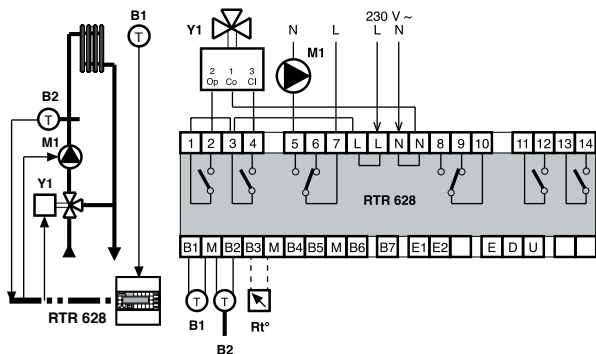 B1
T
B2
T
M1
Y1
RTR 628
Y1
2 1 3
Op Co Cl
N
M1
L
230 V ~
L N
1 2 3 4 5 6 7 L L N N 8 9 10 11 12 13 14
RTR 628
B1 M B2 B3 M B4 B5 M B6 B7 E1 E2 E D U
T T
B1 Rt°
B2